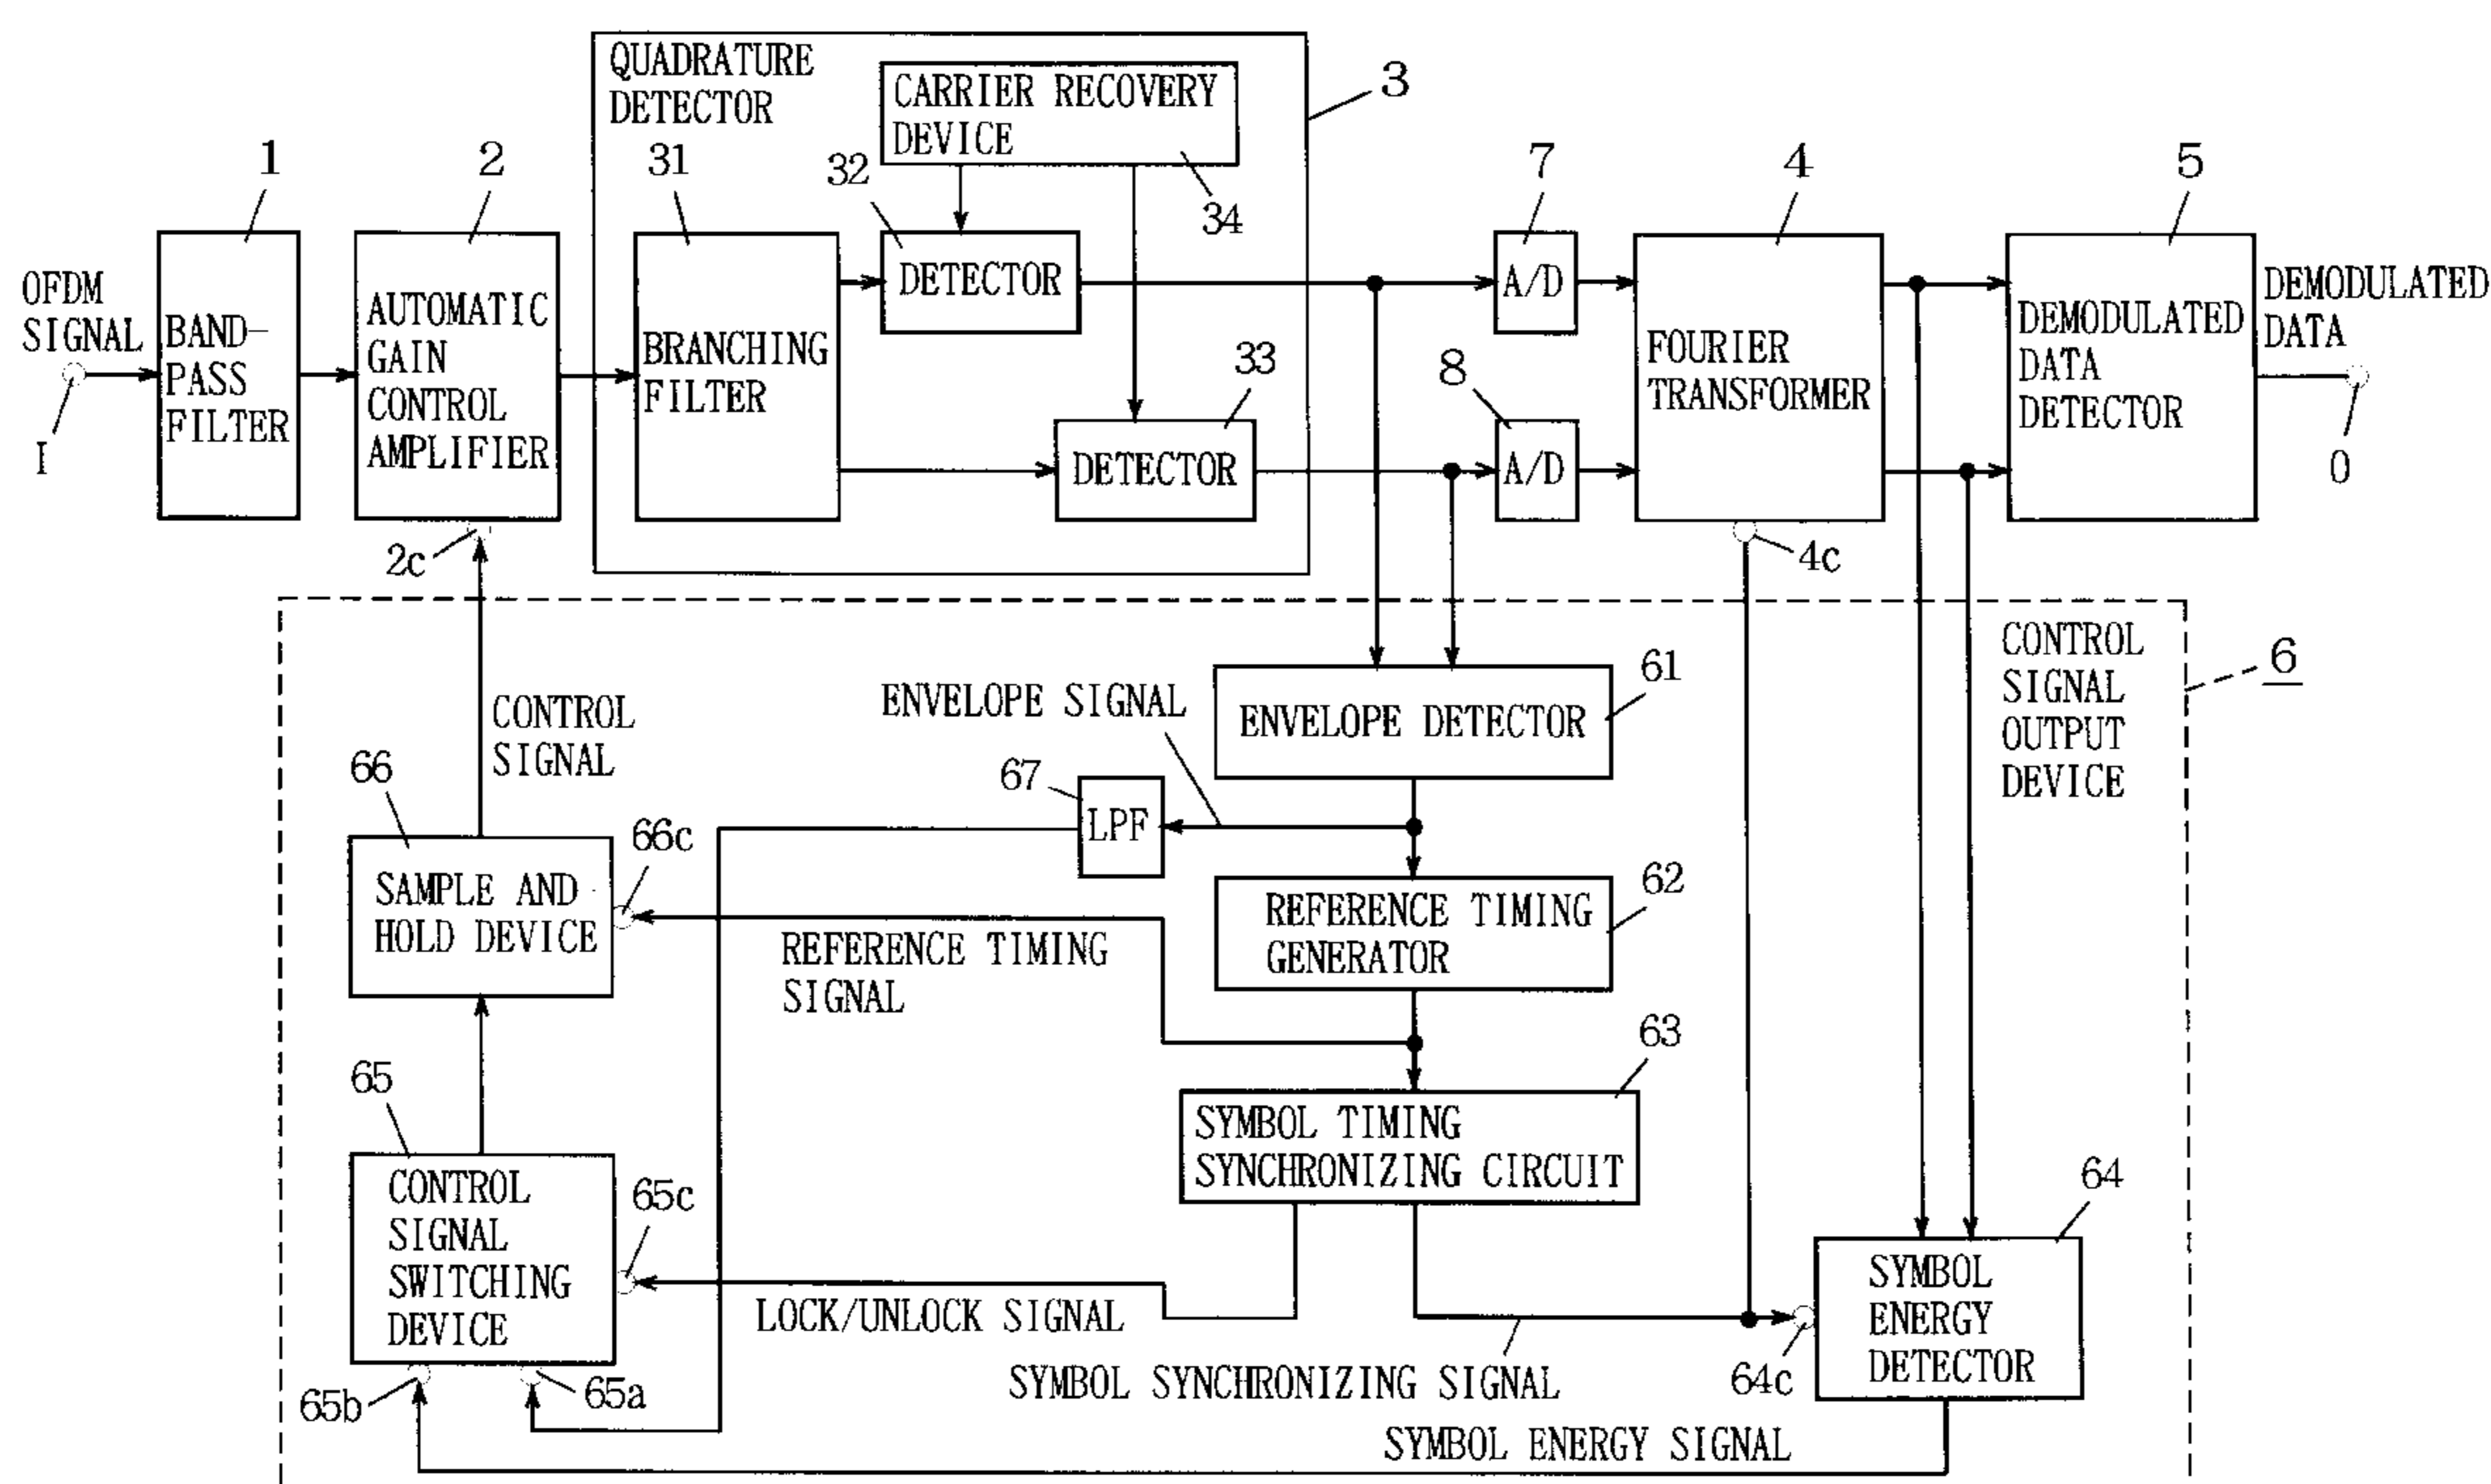 QUADRATURE
DETECTOR
CARRIER RECOVERY
DEVICE
3
1
2
31
32
34
7
4
5
OFDM
SIGNAL
I
BAND-
PASS
FILTER
AUTOMATIC
GAIN
CONTROL
AMPLIFIER
BRANCHING
FILTER
DETECTOR
33
DETECTOR
A/D
8
A/D
FOURIER
TRANSFORMER
DEMODULATED
DATA
DETECTOR
DEMODULATED
DATA
O
2c
4c
CONTROL
SIGNAL
OUTPUT
DEVICE
6
61
ENVELOPE SIGNAL
ENVELOPE DETECTOR
CONTROL
SIGNAL
66
67
LPF
66c
SAMPLE AND
HOLD DEVICE
62
REFERENCE TIMING
GENERATOR
REFERENCE TIMING
SIGNAL
63
65
SYMBOL TIMING
SYNCHRONIZING CIRCUIT
64
CONTROL
SIGNAL
SWITCHING
DEVICE
65c
LOCK/UNLOCK SIGNAL
SYMBOL
ENERGY
DETECTOR
65b
65a
SYMBOL SYNCHRONIZING SIGNAL
64c
SYMBOL ENERGY SIGNAL